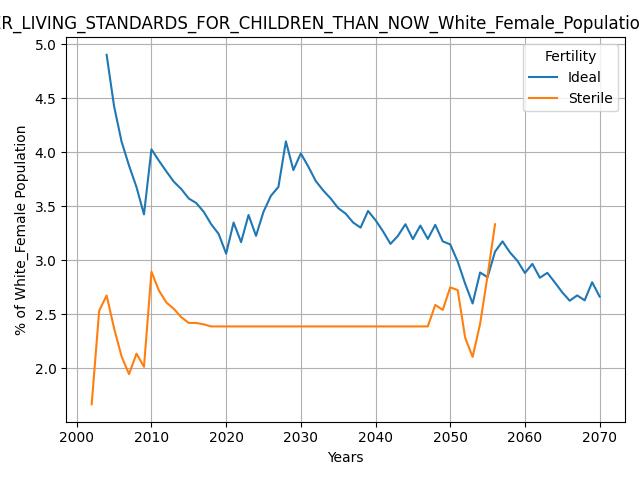 ER_LIVING_STANDARDS_FOR_CHILDREN_THAN_NOW_White_Female_Populatio
5.0
4.5
4.0
3.5
3.0
2.5
2.0
% of White_Female Population
Fertility
Ideal
Sterile
2000 2010 2020 2030 2040 2050 2060 2070
Years